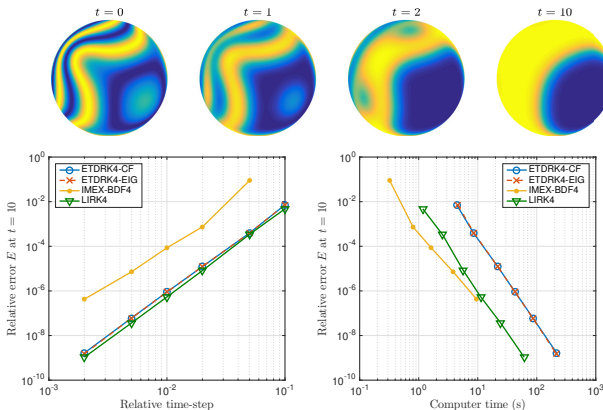 t = 0
t = 1
t = 2
t = 10
10^0
10^-2
10^-4
10^-6
10^-8
10^-10
Relative error E at t = 10
ETDRK4-CF
ETDRK4-EIG
IMEX-BDF4
LIRK4
10^-3
10^-2
10^-1
Relative time-step
10^0
10^-2
10^-4
10^-6
10^-8
10^-10
Relative error E at t = 10
ETDRK4-CF
ETDRK4-EIG
IMEX-BDF4
LIRK4
10^-1
10^0
10^1
10^2
10^3
Computer time (s)